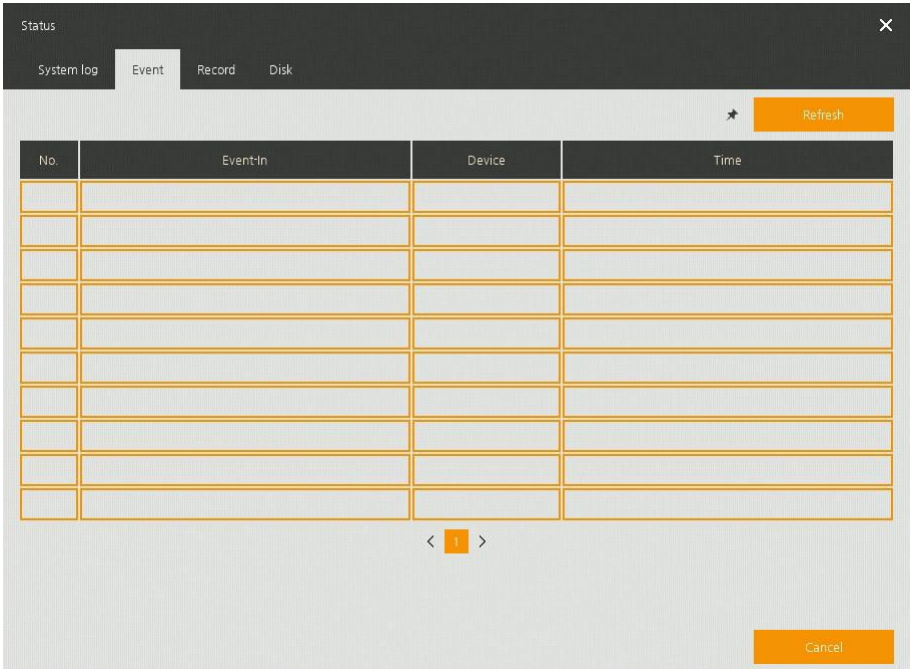 Status
System log Event Record Disk
Refresh
No. Event-In Device Time
1
Cancel